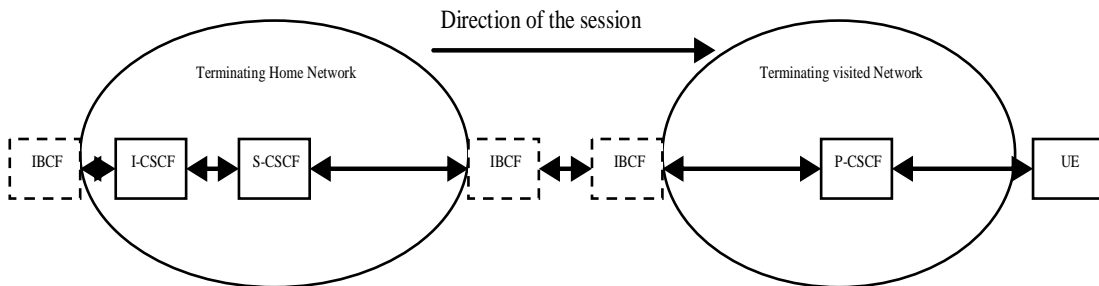 Direction of the session
Terminating Home Network
Terminating visited Network
IBCF
I-CSCF
S-CSCF
IBCF
IBCF
P-CSCF
UE